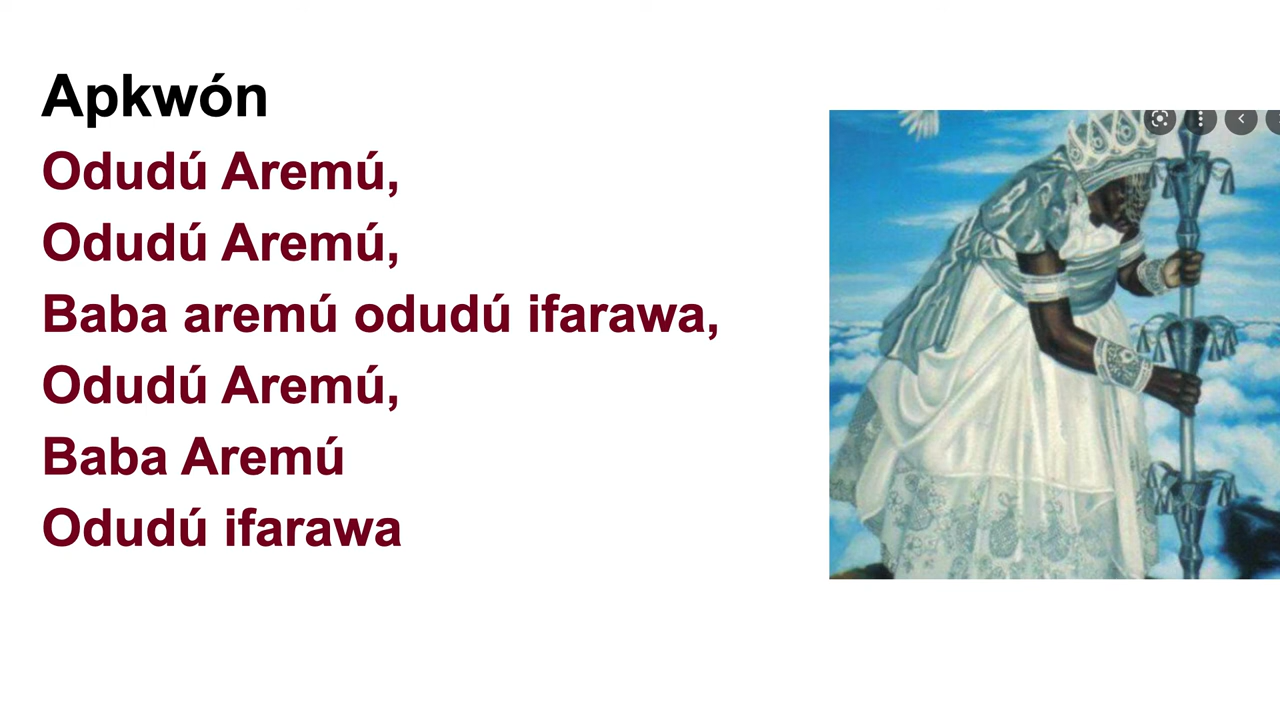 Apkwón
Odudú Aremú,
Odudú Aremú,
Baba aremú odudú ifarawa,
Odudú Aremú,
Baba Aremú
Odudú ifarawa